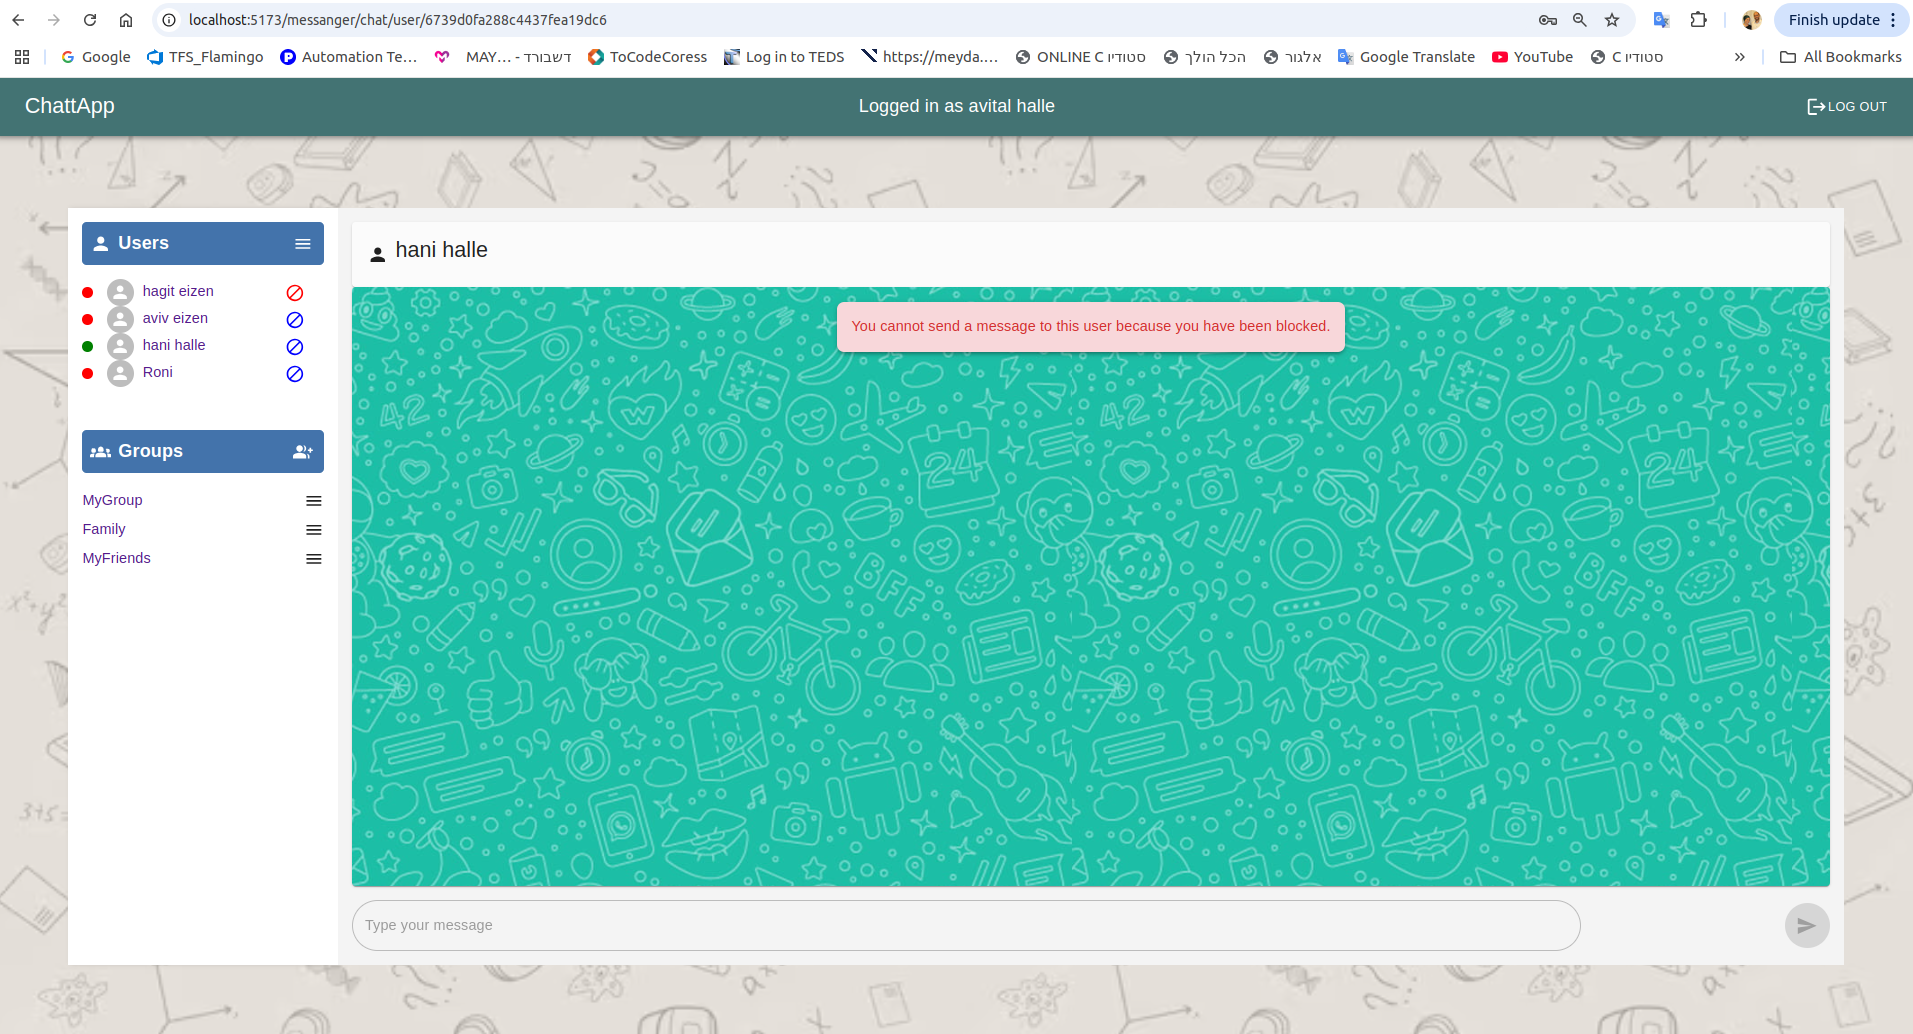 localhost:5173/messanger/chat/user/6739d0fa288c4437fea19dc6
Finish update
Google
TFS_Flamingo
Automation Te…
MAY… - דשבורד
ToCodeCoress
Log in to TEDS
https://meyda.…
ONLINE C סטודיו
הכל הולך
אלגור
Google Translate
YouTube
C סטודיו
»
All Bookmarks
ChattApp
Logged in as avital halle
LOG OUT
Users
hagit eizen
aviv eizen
hani halle
Roni
Groups
MyGroup
Family
MyFriends
hani halle
You cannot send a message to this user because you have been blocked.
Type your message